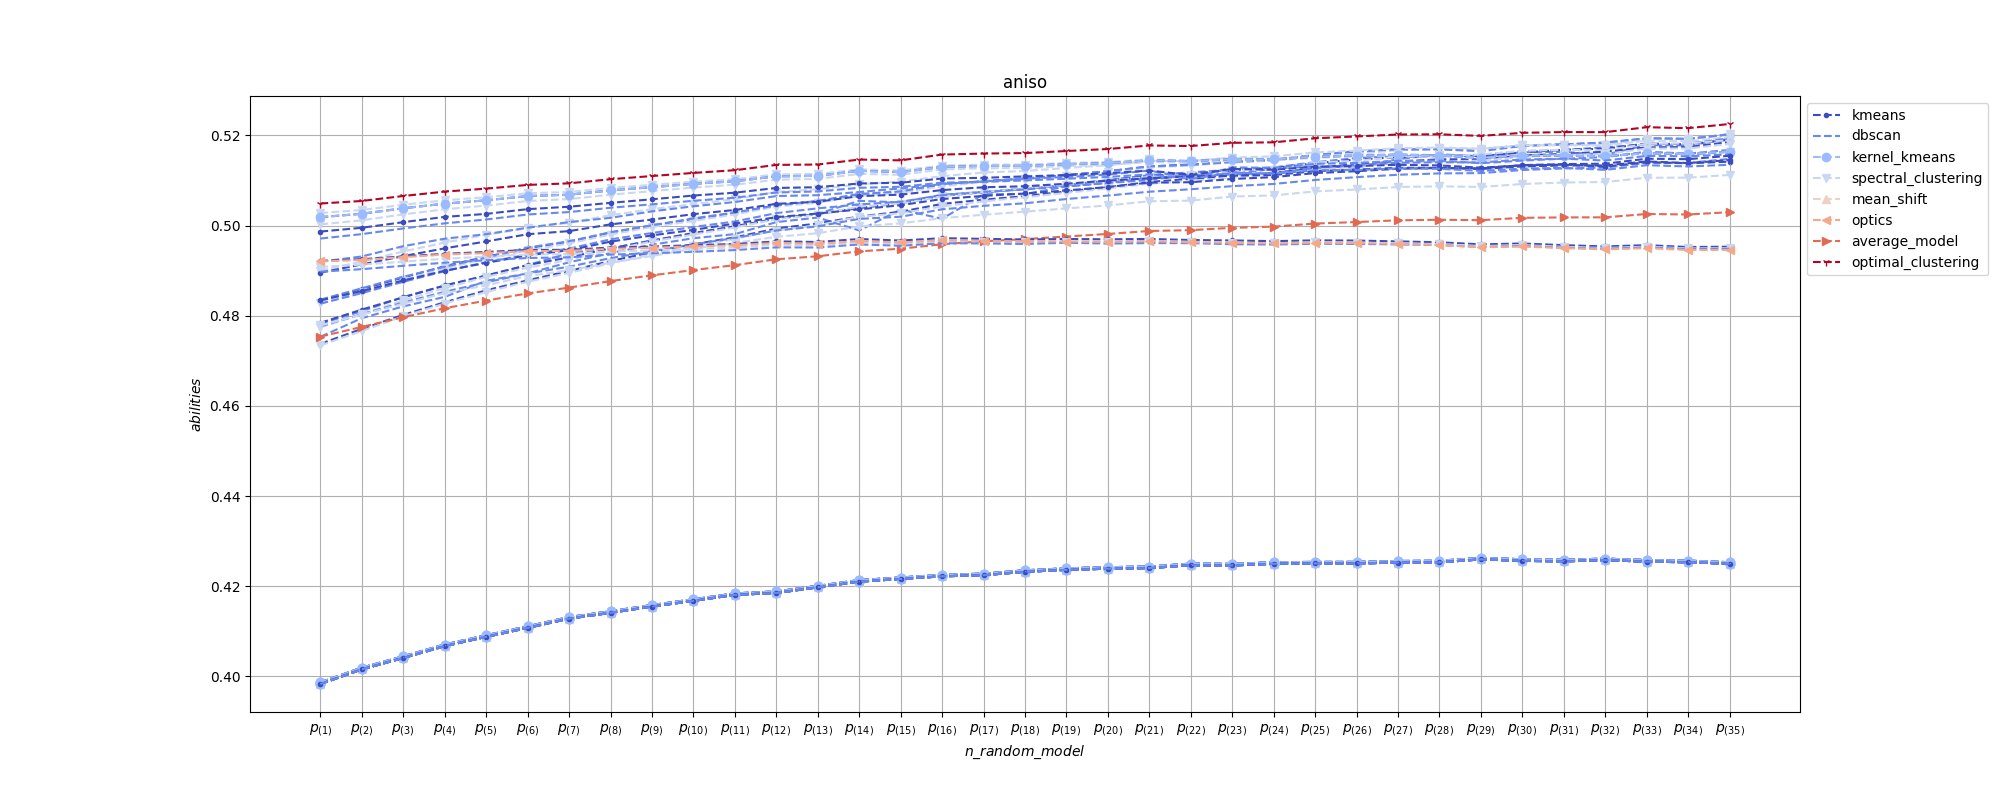 aniso
0.52
0.50
0.48
0.46
0.44
0.42
0.40
abilities
p(1) p(2) p(3) p(4) p(5) p(6) p(7) p(8) p(9) p(10) p(11) p(12) p(13) p(14) p(15) p(16) p(17) p(18) p(19) p(20) p(21) p(22) p(23) p(24) p(25) p(26) p(27) p(28) p(29) p(30) p(31) p(32) p(33) p(34) p(35)
n_random_model
kmeans
dbscan
kernel_kmeans
spectral_clustering
mean_shift
optics
average_model
optimal_clustering